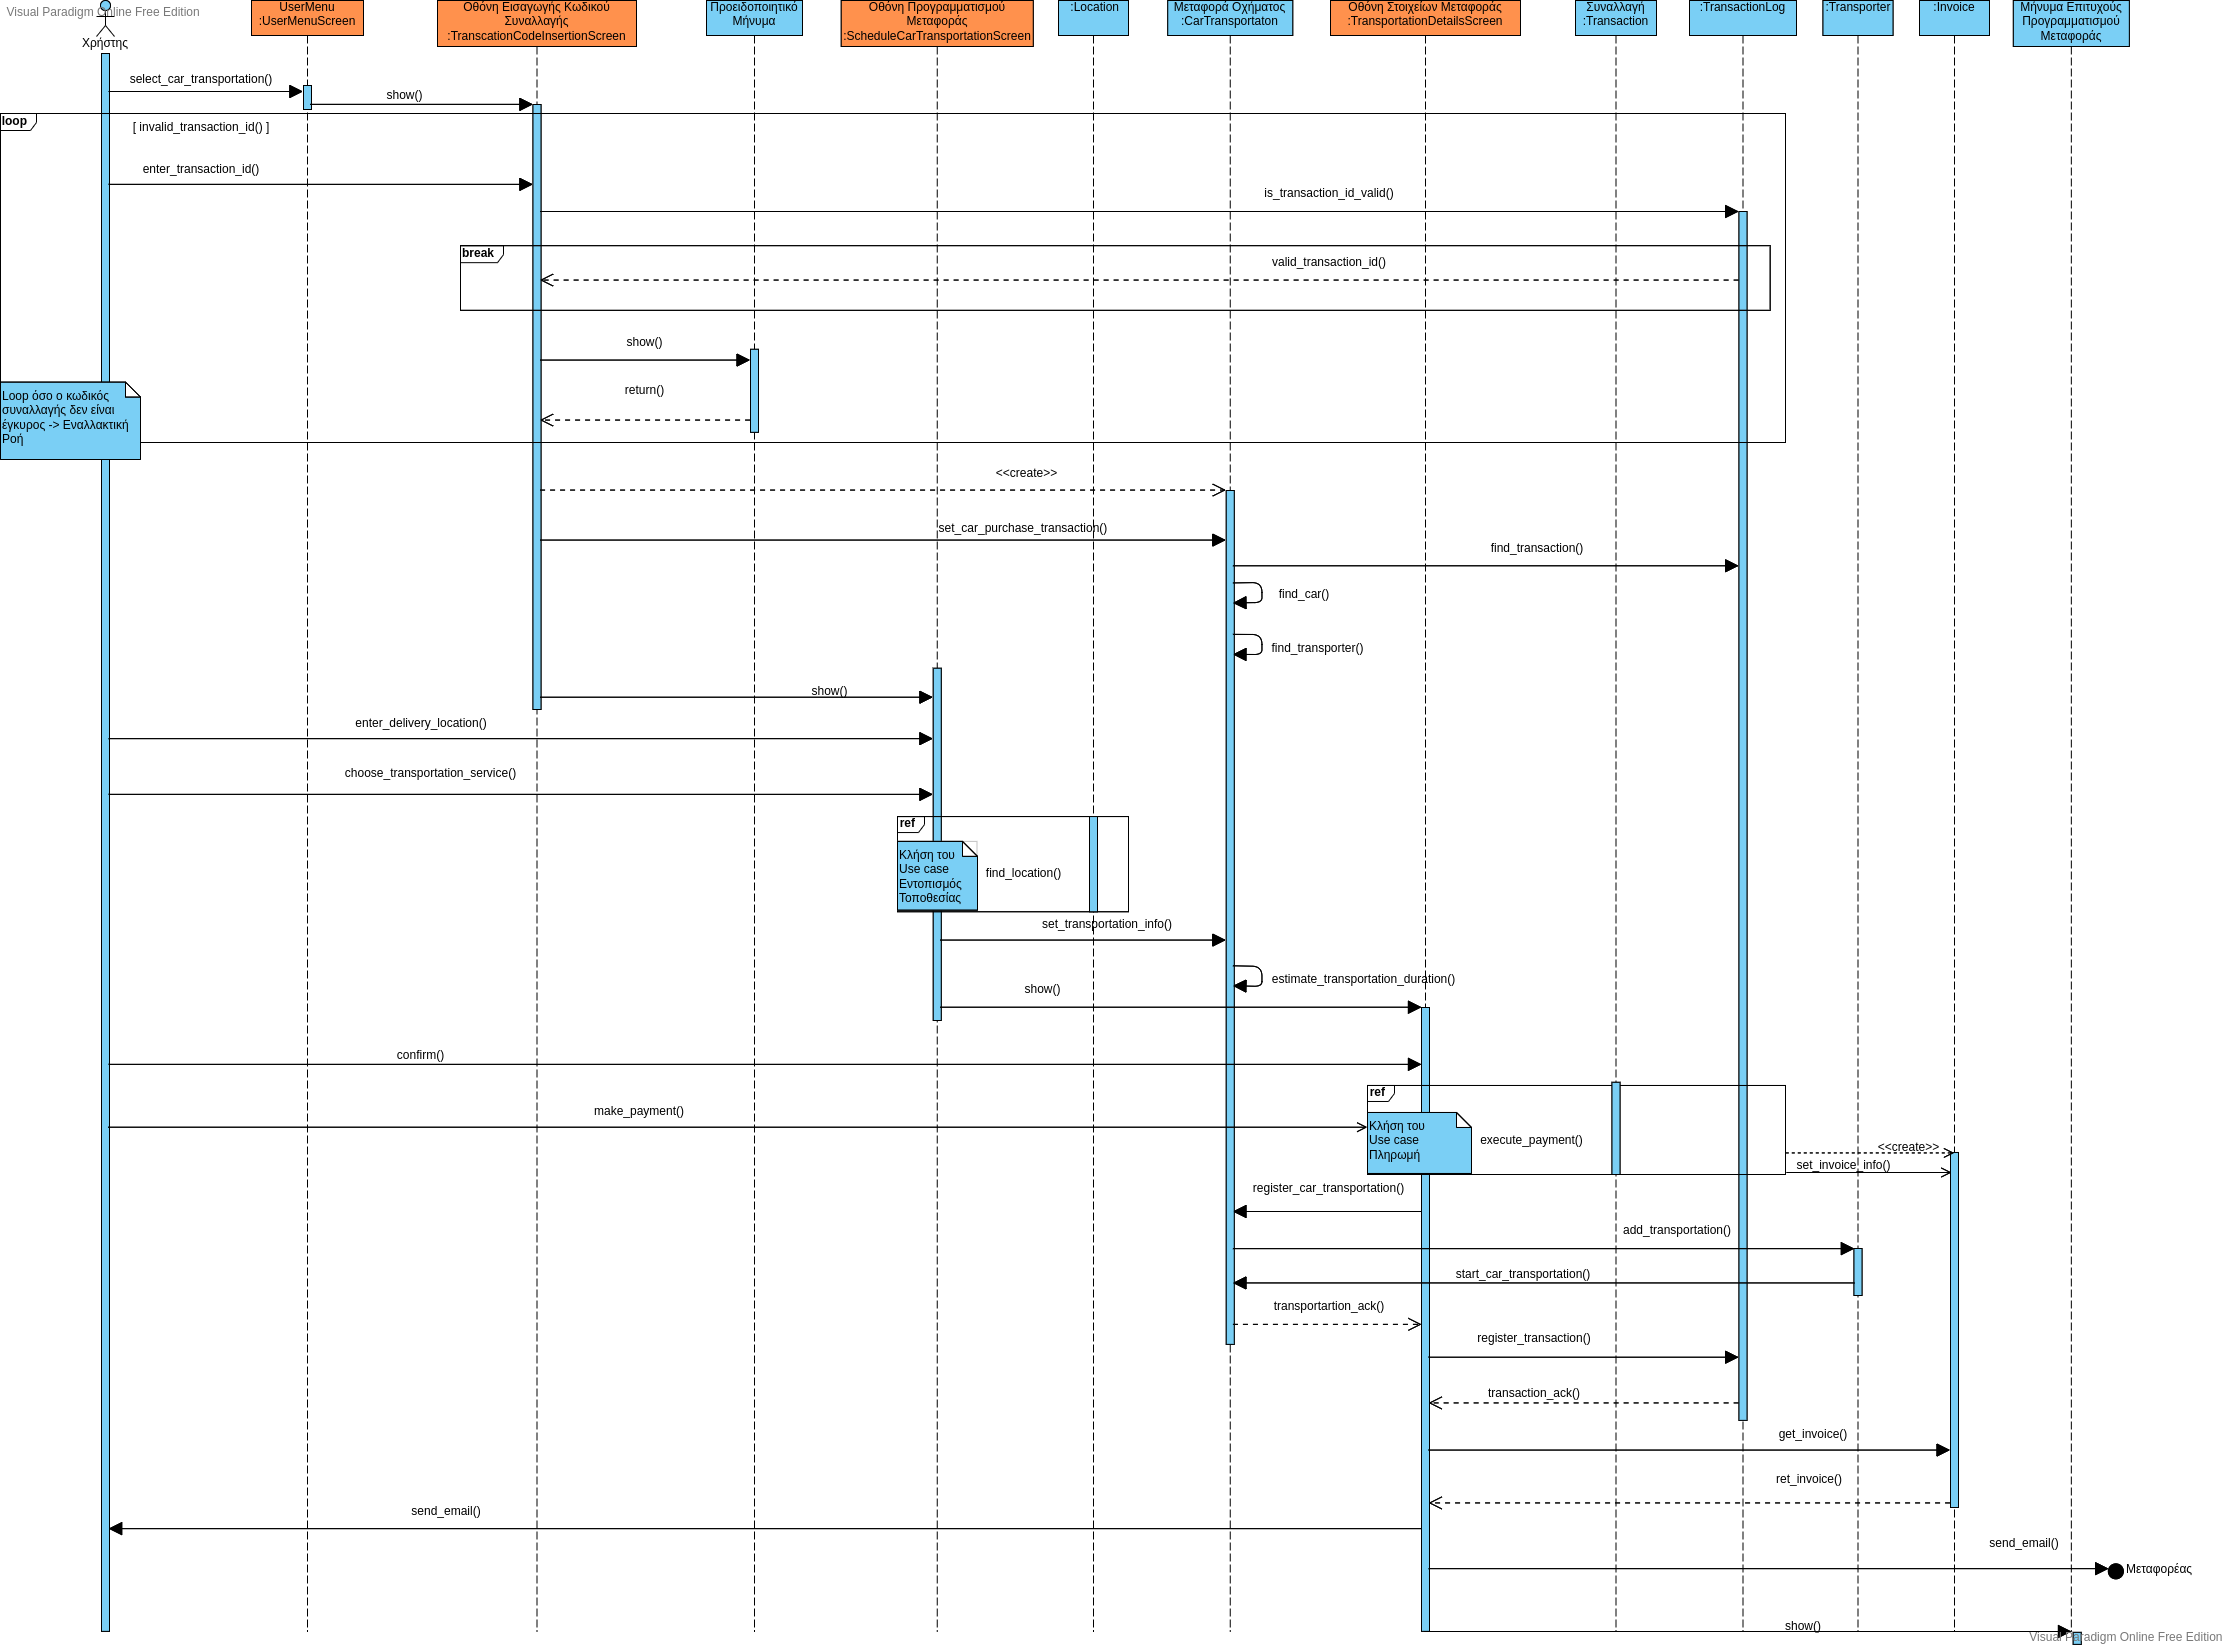 Visual Paradigm Online Free Edition
Χρήστης
UserMenu
:UserMenuScreen
Οθόνη Εισαγωγής Κωδικού
Συναλλαγής
:TranscationCodeInsertionScreen
Προειδοποιητικό
Μήνυμα
Οθόνη Προγραμματισμού
Μεταφοράς
:ScheduleCarTransportationScreen
:Location
Μεταφορά Οχήματος
:CarTransportaton
Οθόνη Στοιχείων Μεταφοράς
:TransportationDetailsScreen
Συναλλαγή
:Transaction
:TransactionLog
:Transporter
:Invoice
Μήνυμα Επιτυχούς
Προγραμματισμού
Μεταφοράς
select_car_transportation()
show()
loop
[ invalid_transaction_id() ]
enter_transaction_id()
is_transaction_id_valid()
break
valid_transaction_id()
show()
return()
Loop όσο ο κωδικός
συναλλαγής δεν είναι
έγκυρος -> Εναλλακτική
Ροή
<<create>>
set_car_purchase_transaction()
find_transaction()
find_car()
find_transporter()
show()
enter_delivery_location()
choose_transportation_service()
ref
Κλήση του
Use case
Εντοπισμός
Τοποθεσίας
find_location()
set_transportation_info()
estimate_transportation_duration()
show()
confirm()
ref
make_payment()
Κλήση του
Use case
Πληρωμή
execute_payment()
<<create>>
set_invoice_info()
register_car_transportation()
add_transportation()
start_car_transportation()
transportartion_ack()
register_transaction()
transaction_ack()
get_invoice()
ret_invoice()
send_email()
send_email()
Μεταφορέας
show()
Visual Paradigm Online Free Edition